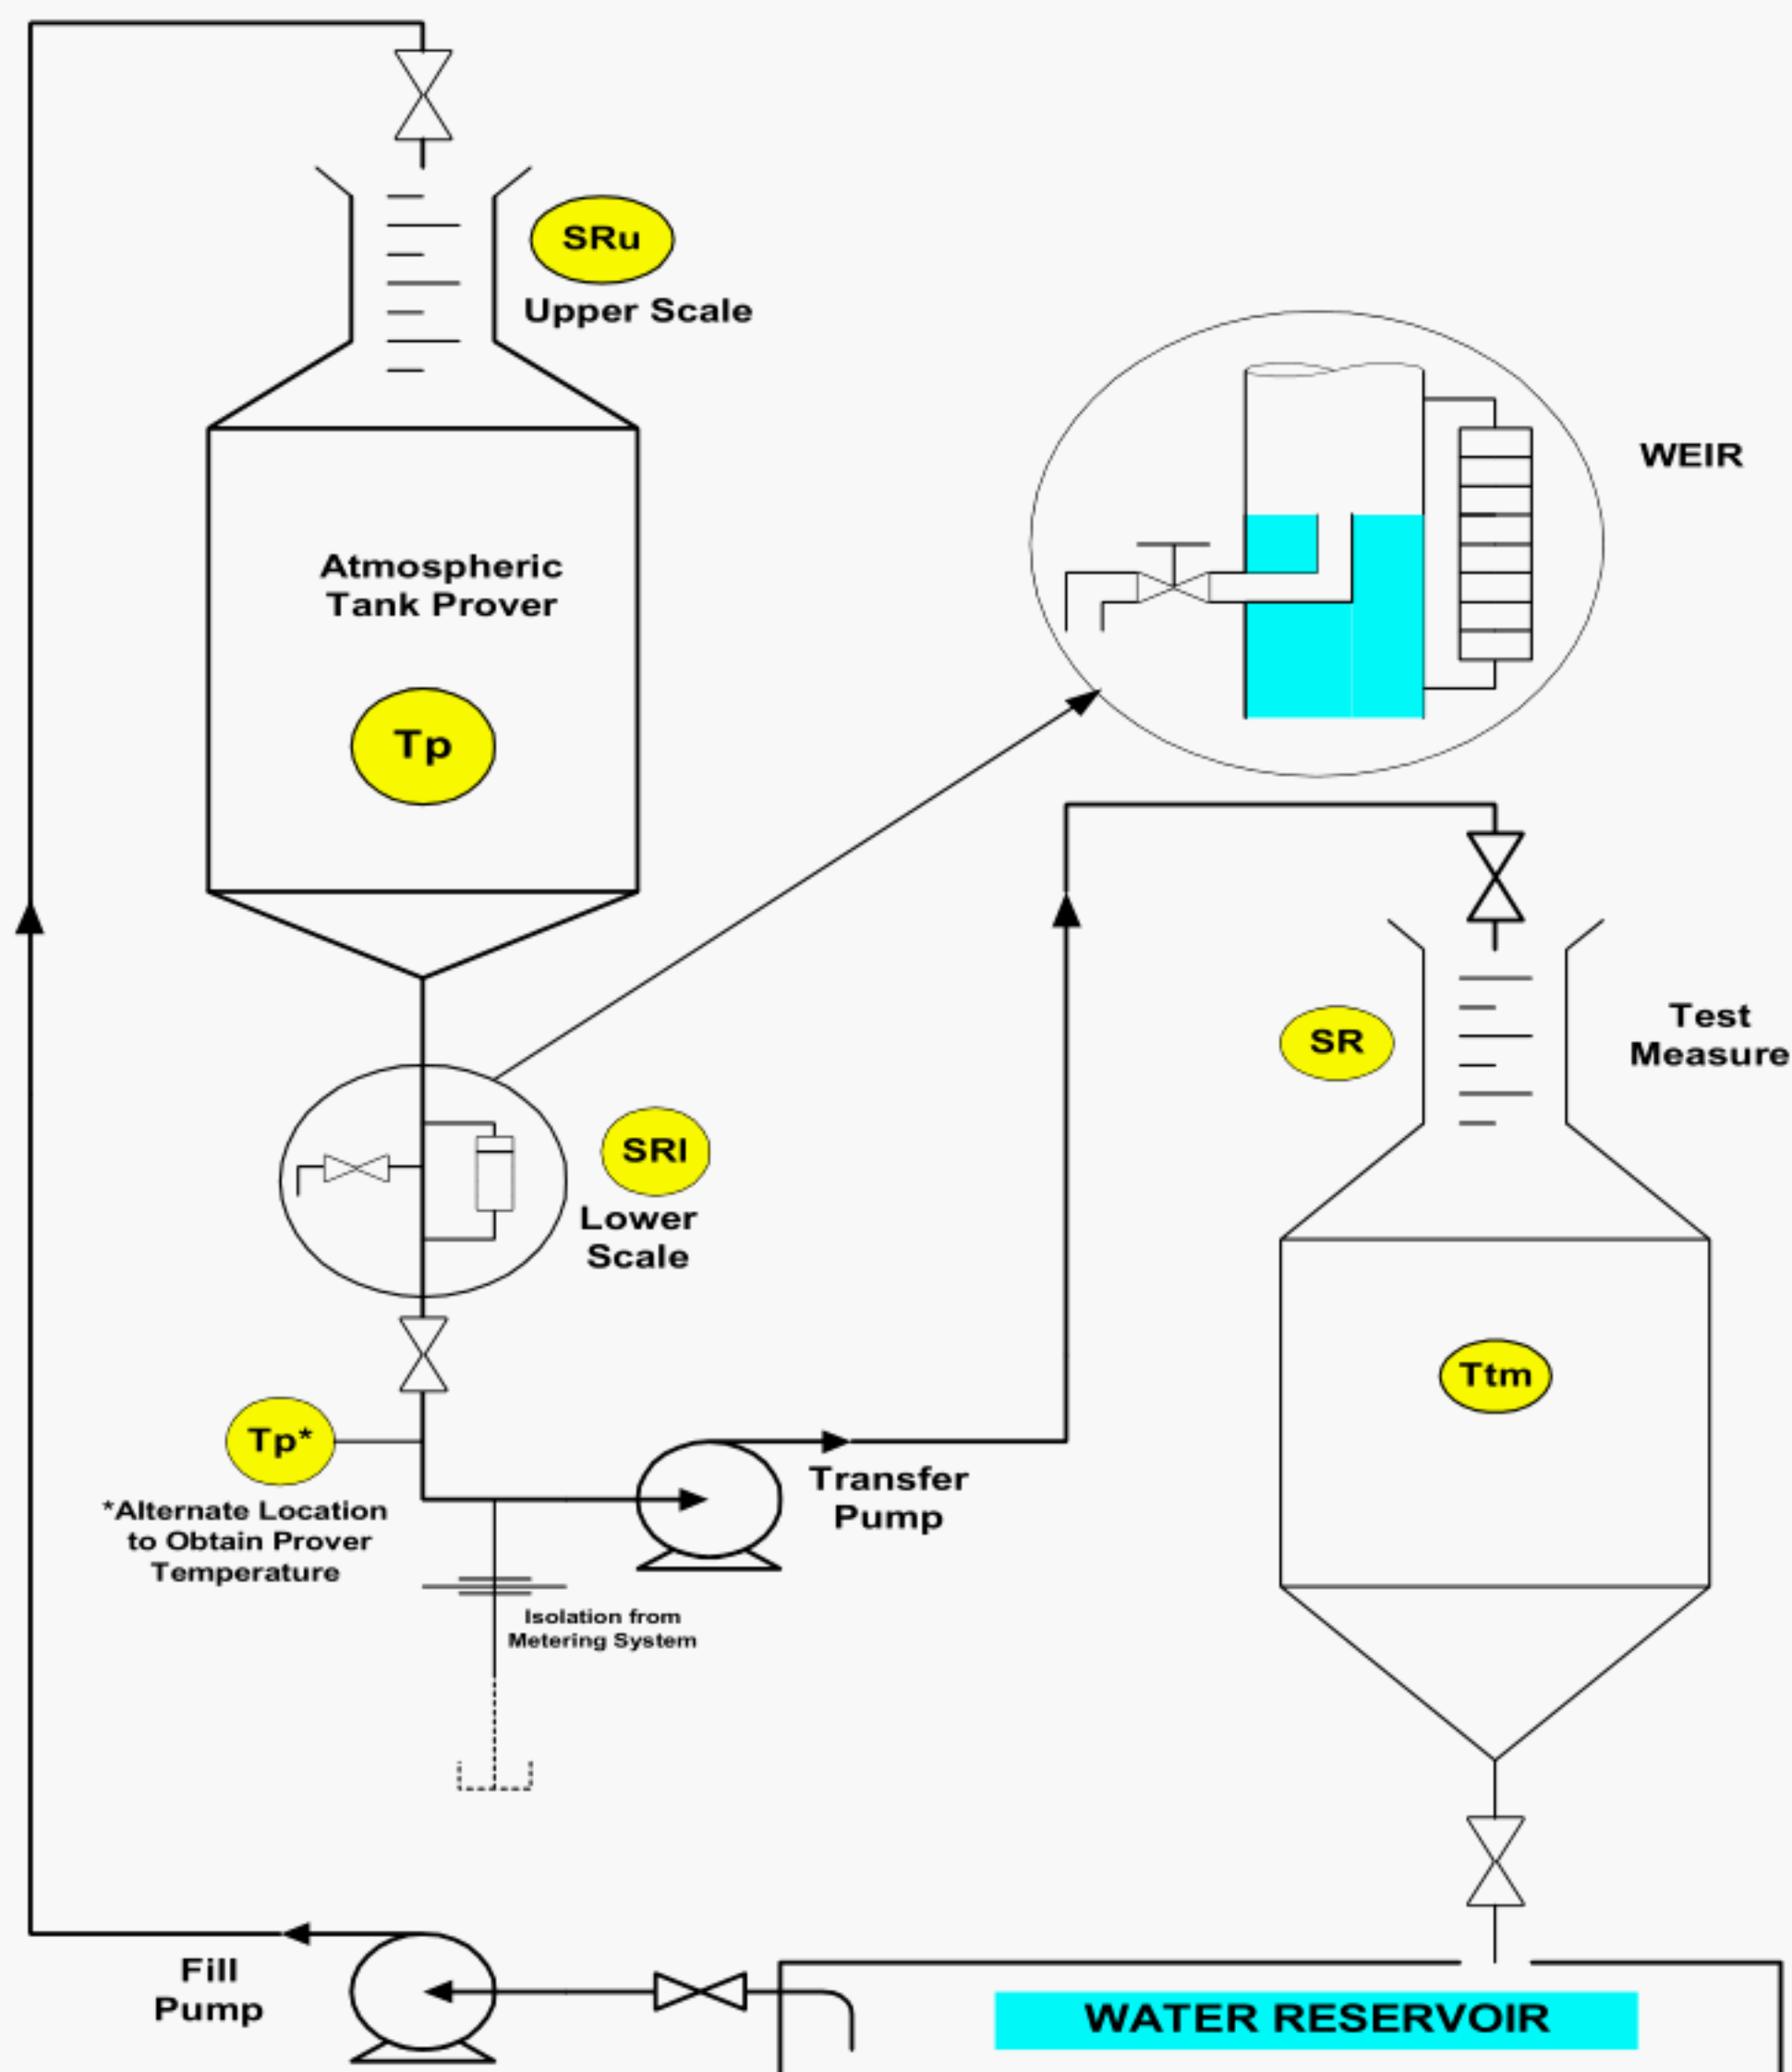 SRu
Upper Scale
WEIR
Atmospheric
Tank Prover
Tp
SR
Test
Measure
SRl
Lower
Scale
Ttm
Tp*
*Alternate Location
to Obtain Prover
Temperature
Transfer
Pump
Isolation from
Metering System
Fill
Pump
WATER RESERVOIR